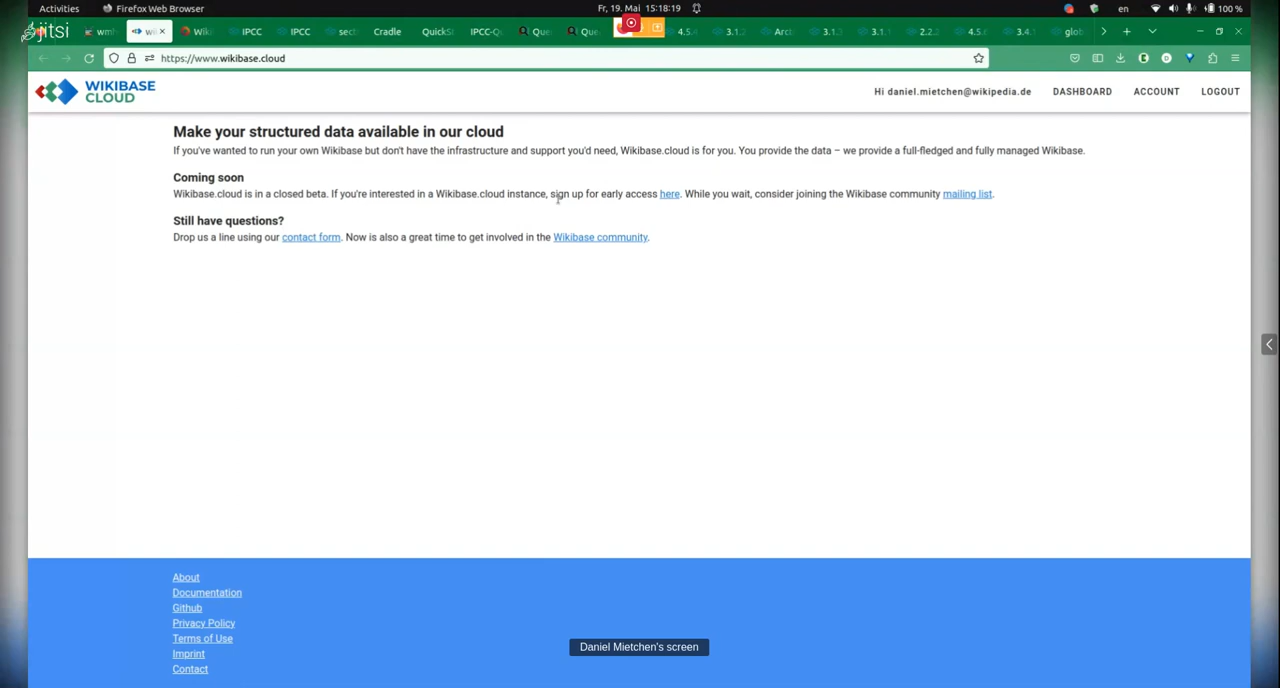 Activities Firefox Web Browser Fr, 19. Mai 15:18:19 en 100 %
jitsi
IPCC IPCC Cradle
https://www.wikibase.cloud
WIKIBASE CLOUD
Hi daniel.mietchen@wikipedia.de DASHBOARD ACCOUNT LOGOUT
Make your structured data available in our cloud
If you've wanted to run your own Wikibase but don't have the infrastructure and support you'd need, Wikibase.cloud is for you. You provide the data – we provide a full-fledged and fully managed Wikibase.
Coming soon
Wikibase.cloud is in a closed beta. If you're interested in a Wikibase.cloud instance, sign up for early access here. While you wait, consider joining the Wikibase community mailing list.
Still have questions?
Drop us a line using our contact form. Now is also a great time to get involved in the Wikibase community.
About
Documentation
Github
Privacy Policy
Terms of Use
Daniel Mietchen's screen
Imprint
Contact